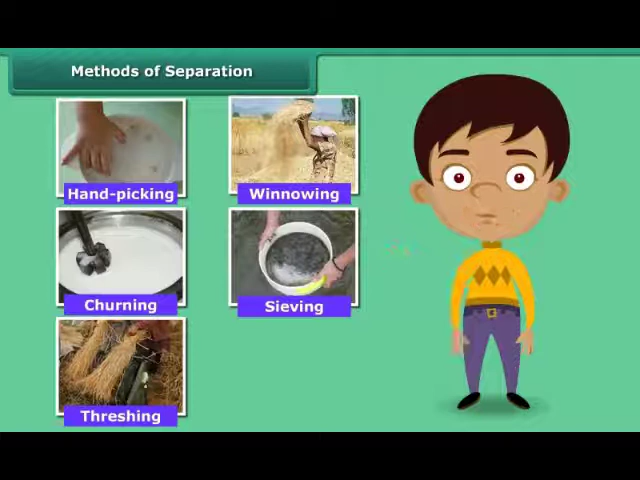 Methods of Separation
Hand-picking
Winnowing
Churning
Sieving
Threshing